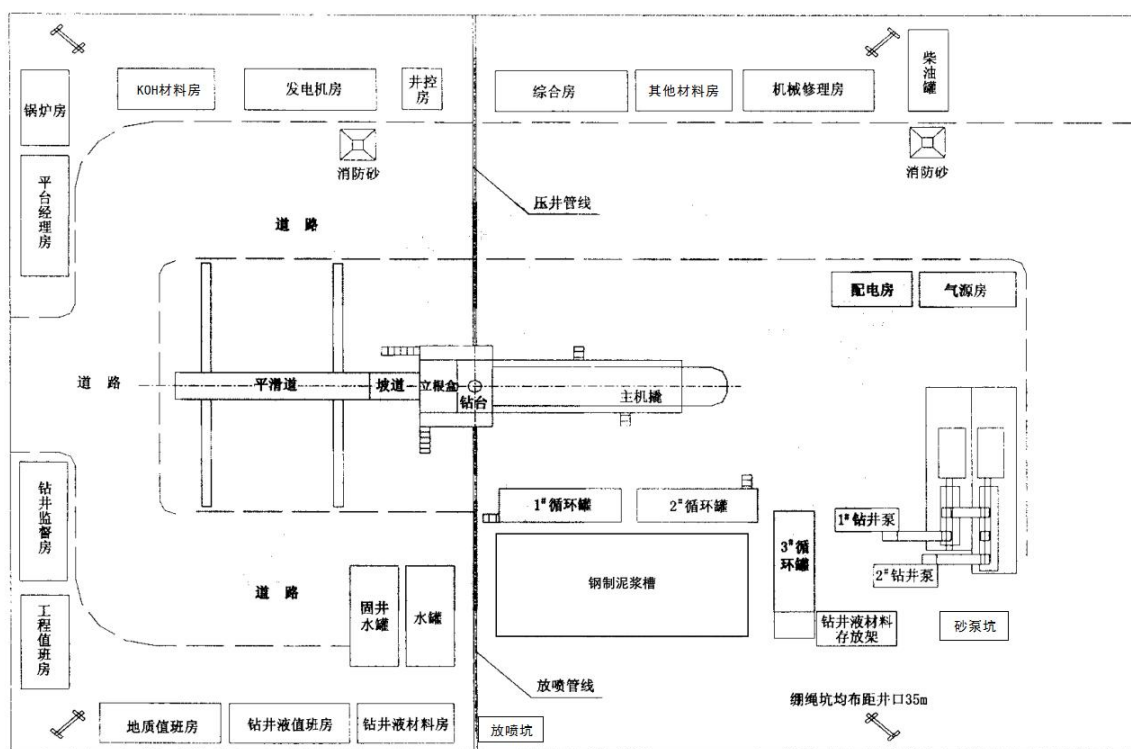 柴油罐
锅炉房
KOH材料房
发电机房
井控房
综合房
其他材料房
机械修理房
消防砂
消防砂
平台经理房
压井管线
道 路
配电房
气源房
道 路
平滑道
坡道
立根盒
钻台
主机撬
钻井监督房
1#循环罐
2#循环罐
1#钻井泵
3#循环罐
2#钻井泵
钢制泥浆槽
道 路
固井水罐
水罐
工程值班房
钻井液材料
存放架
砂泵坑
放喷管线
绷绳坑均布距井口35m
地质值班房
钻井液值班房
钻井液材料房
放喷坑